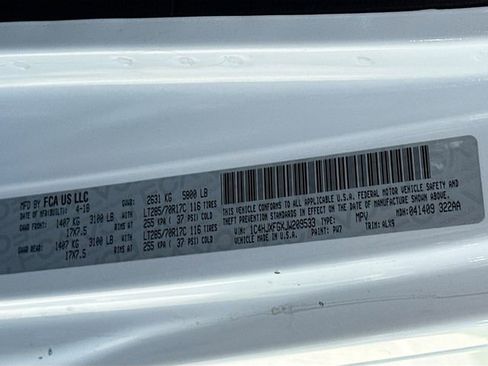 MFD BY FCA US LLC GVWR: 2631 KG 5800 LB
DATE OF MFR(BUILT): 4-18 LT285/70R17C 116 TIRES
GAWR FRONT: 1407 KG 3100 LB WITH
17X7.5 RIMS AT 255 KPA / 37 PSI COLD
GAWR REAR: 1407 KG 3100 LB WITH LT285/70R17C 116 TIRES
17X7.5 RIMS AT 255 KPA / 37 PSI COLD
THIS VEHICLE CONFORMS TO ALL APPLICABLE U.S.A. FEDERAL MOTOR VEHICLE SAFETY AND
THEFT PREVENTION STANDARDS IN EFFECT ON THE DATE OF MANUFACTURE SHOWN ABOVE.
VIN: TYPE: MPV MDH: 041409 322AA
VEHICLE MADE IN U.S.A. PAINT: PW7 TRIM: